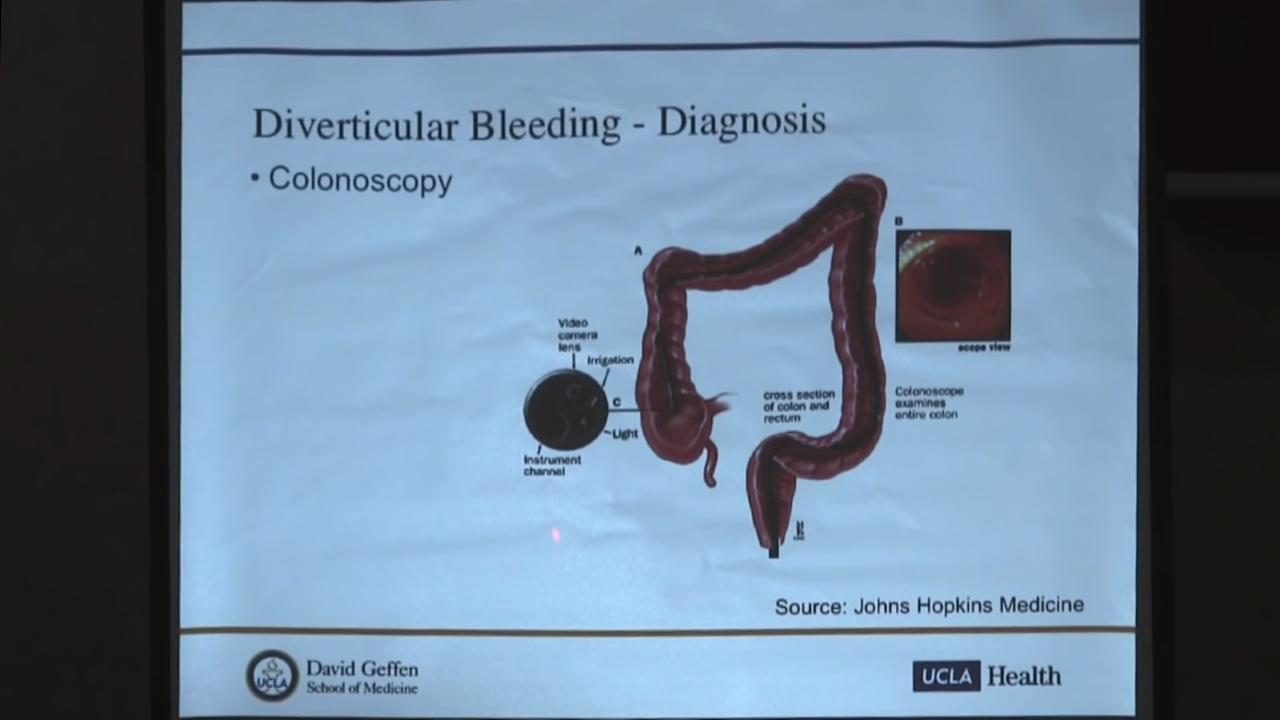 Diverticular Bleeding - Diagnosis
• Colonoscopy
A
B
scope view
Video
camera
lens
Irrigation
C
Light
Instrument
channel
cross section
of colon and
rectum
Colonoscope
examines
entire colon
Source: Johns Hopkins Medicine
UCLA
David Geffen
School of Medicine
UCLA Health